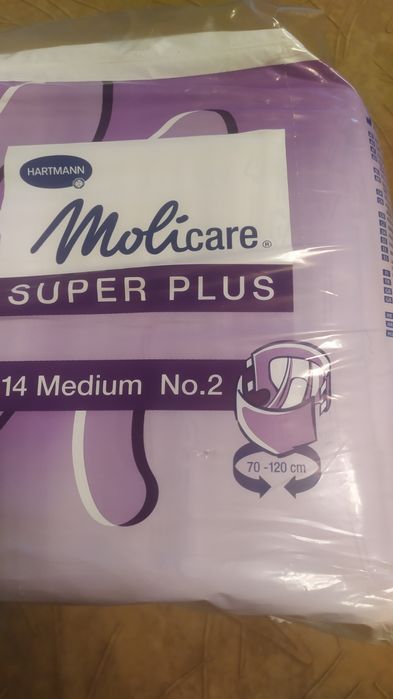 HARTMANN
Molicare®
SUPER PLUS
14 Medium No.2
70 -120 cm